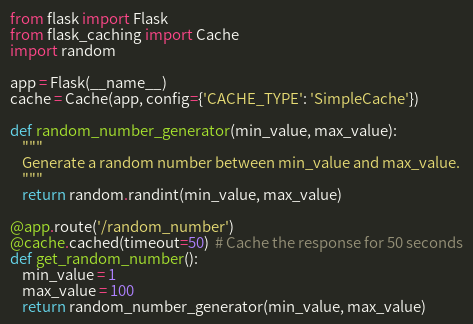 from flask import Flask
from flask_caching import Cache
import random

app = Flask(__name__)
cache = Cache(app, config={'CACHE_TYPE': 'SimpleCache'})

def random_number_generator(min_value, max_value):
    """
    Generate a random number between min_value and max_value.
    """
    return random.randint(min_value, max_value)

@app.route('/random_number')
@cache.cached(timeout=50)  # Cache the response for 50 seconds
def get_random_number():
    min_value = 1
    max_value = 100
    return random_number_generator(min_value, max_value)